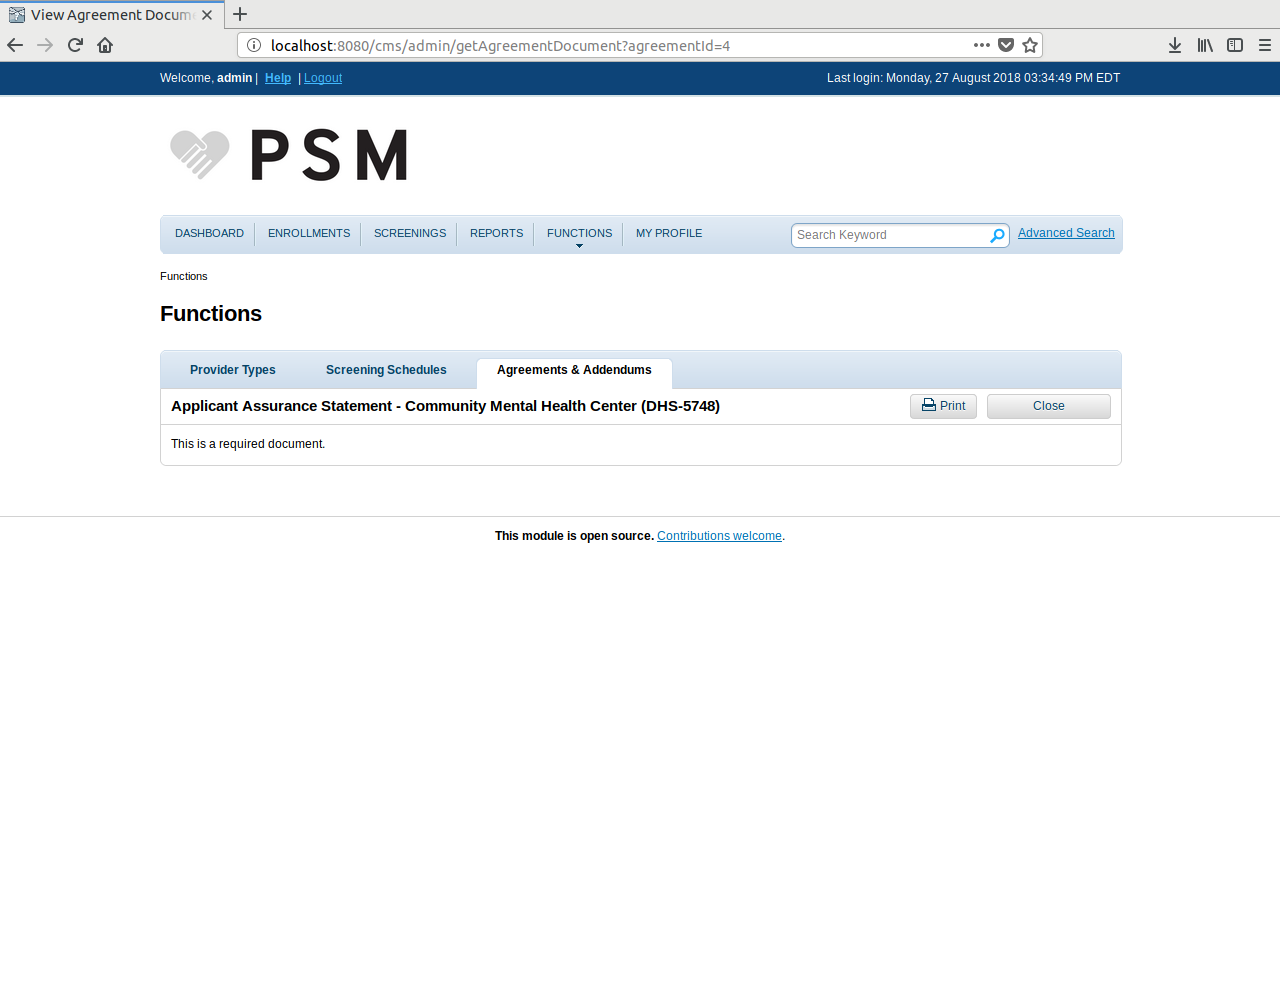 View Agreement Docum
localhost:8080/cms/admin/getAgreementDocument?agreementId=4
Welcome, admin | Help | Logout
Last login: Monday, 27 August 2018 03:34:49 PM EDT
PSM
DASHBOARD ENROLLMENTS SCREENINGS REPORTS FUNCTIONS MY PROFILE Search Keyword Advanced Search
Functions
Functions
Provider Types Screening Schedules Agreements & Addendums
Applicant Assurance Statement - Community Mental Health Center (DHS-5748) Print Close
This is a required document.
This module is open source. Contributions welcome.